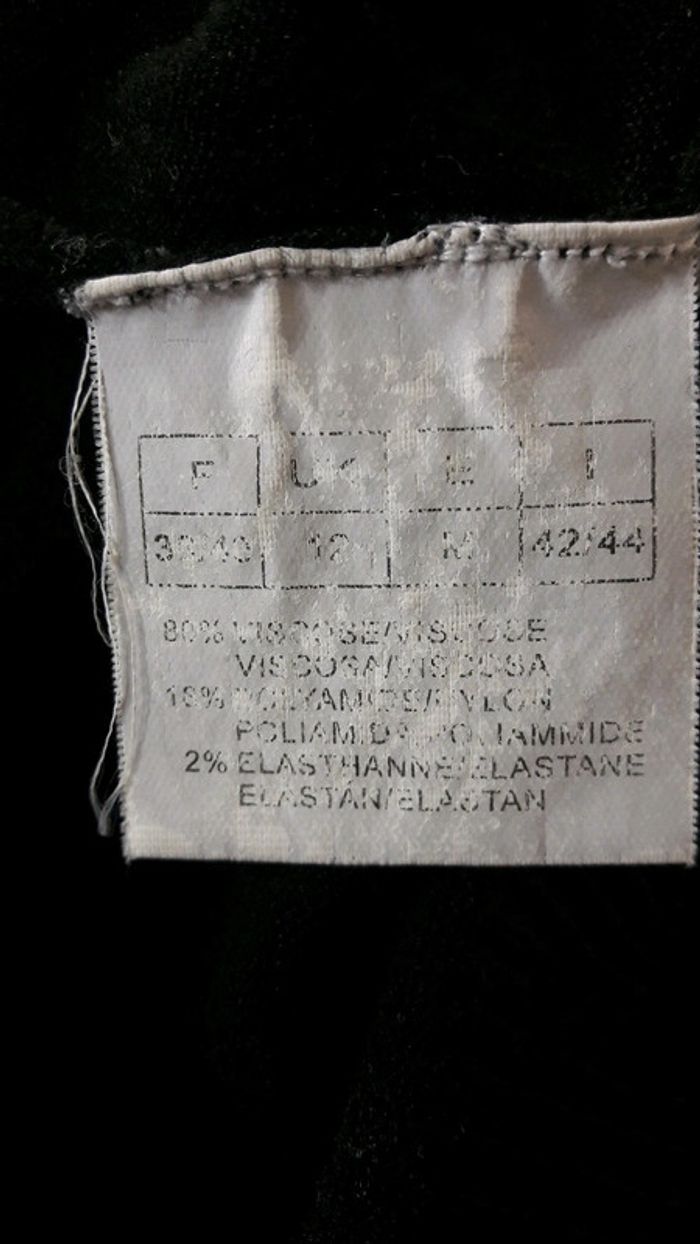 F UK E I
38/40 12 M 42/44
80% VISCOSE/VISCOSE
VISCOSA/VISCOSA
18% POLYAMIDE/NYLON
POLIAMIDA/POLIAMMIDE
2% ELASTHANNE/ELASTANE
ELASTAN/ELASTAN